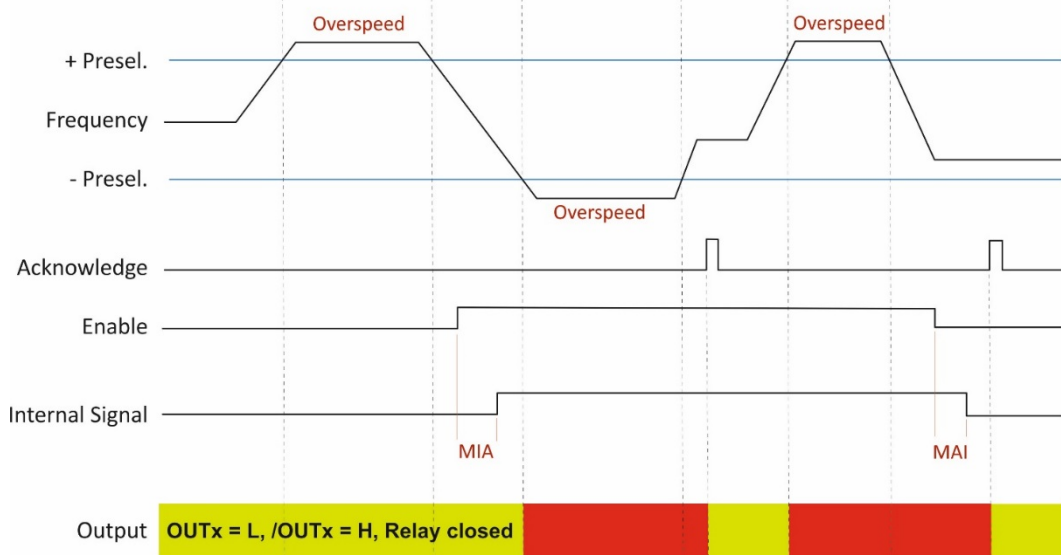 Overspeed
Overspeed
+ Presel.
Frequency
- Presel.
Overspeed
Acknowledge
Enable
Internal Signal
MIA
MAI
Output
OUTx = L, /OUTx = H, Relay closed